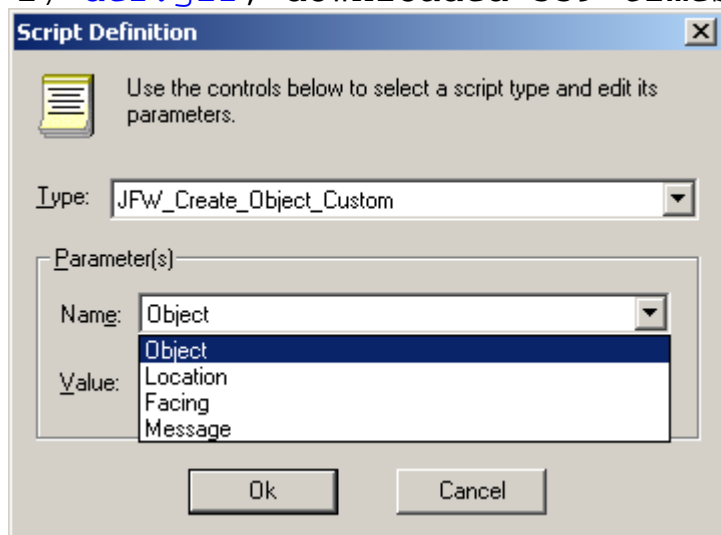 Script Definition
Use the controls below to select a script type and edit its
parameters.
Type: JFW_Create_Object_Custom
Parameter(s)
Name: Object
Object
Location
Value:
Facing
Message
Ok Cancel